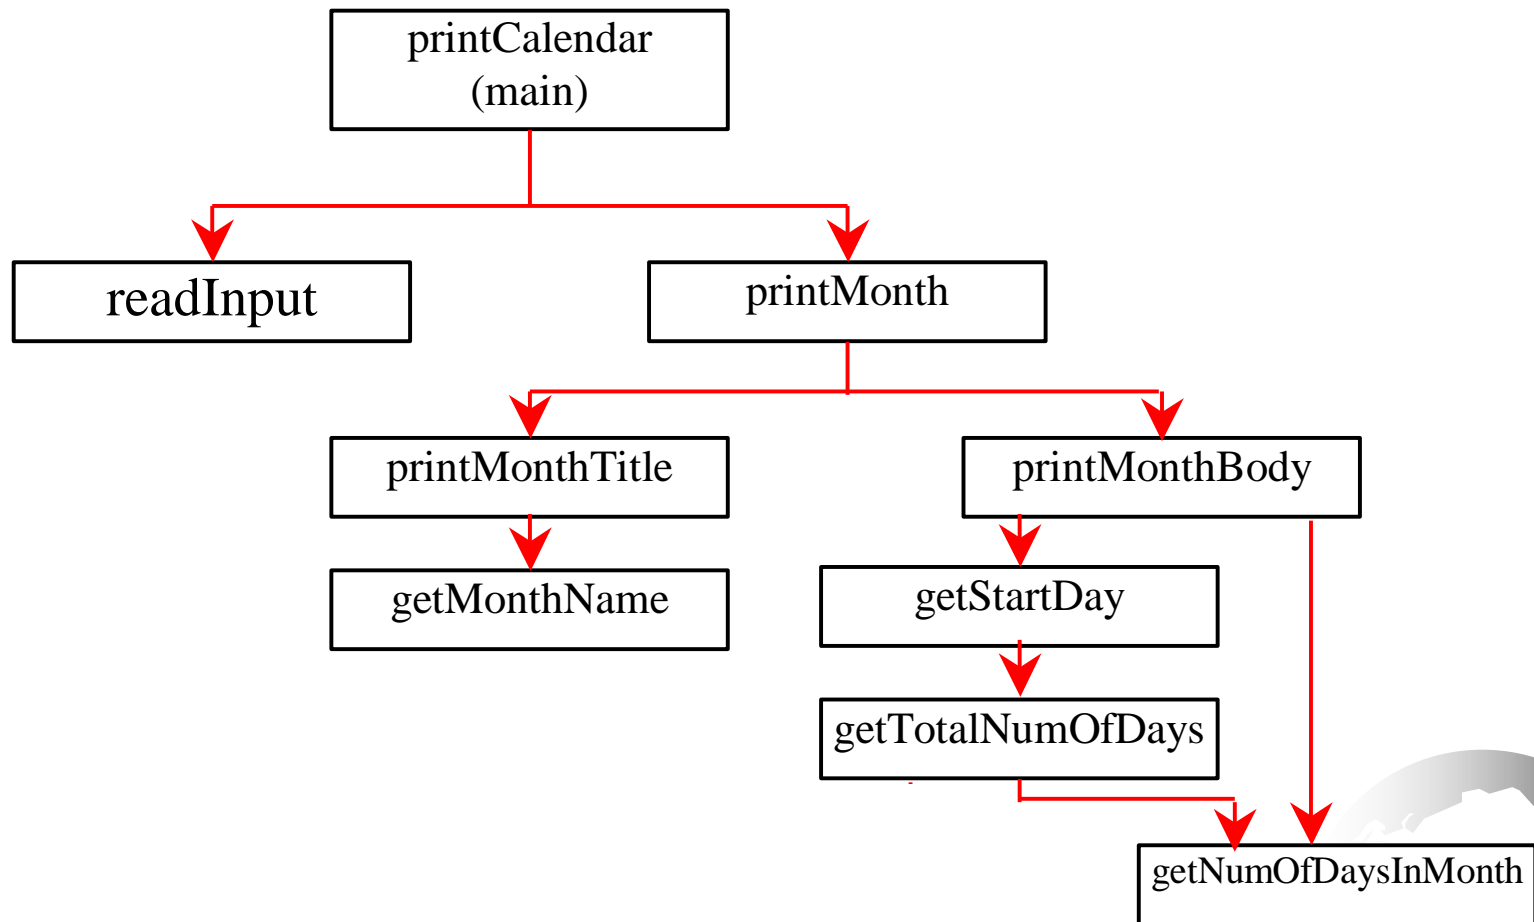 printCalendar
(main)
readInput
printMonth
printMonthTitle
printMonthBody
getMonthName
getStartDay
getTotalNumOfDays
getNumOfDaysInMonth